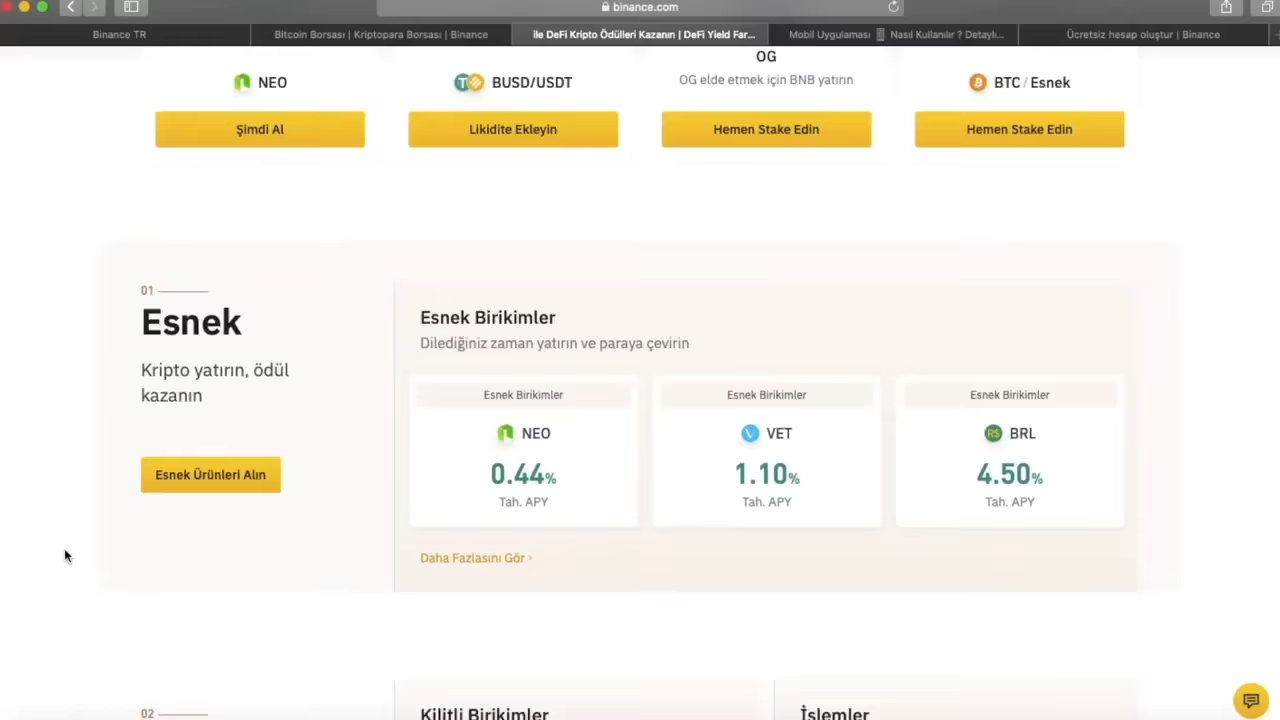 binance.com
Binance TR
Bitcoin Borsası | Kriptopara Borsası | Binance
ile DeFi Kripto Ödülleri Kazanın | DeFi Yield Far...
Mobil Uygulaması Nasıl Kullanılır ? Detaylı...
Ücretsiz hesap oluştur | Binance
NEO
BUSD/USDT
OG
OG elde etmek için BNB yatırın
BTC / Esnek
Şimdi Al
Likidite Ekleyin
Hemen Stake Edin
Hemen Stake Edin
01
Esnek
Kripto yatırın, ödül
kazanın
Esnek Ürünleri Alın
Esnek Birikimler
Dilediğiniz zaman yatırın ve paraya çevirin
Esnek Birikimler
NEO
0.44%
Tah. APY
Esnek Birikimler
VET
1.10%
Tah. APY
Esnek Birikimler
R$ BRL
4.50%
Tah. APY
Daha Fazlasını Gör ›
02
Kilitli Birikimler
İşlemler